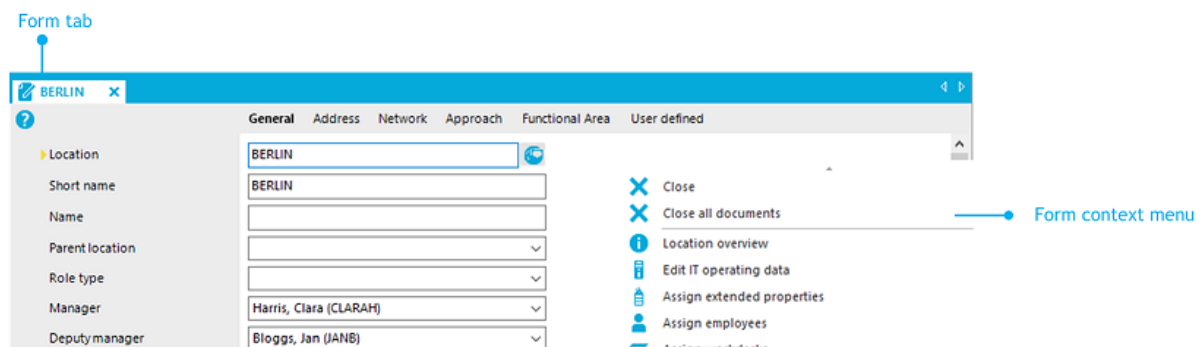 Form tab
BERLIN
General Address Network Approach Functional Area User defined
Location BERLIN
Short name BERLIN
Close
Name
Close all documents
Form context menu
Parent location
Location overview
Role type
Edit IT operating data
Manager Harris, Clara (CLARAH)
Assign extended properties
Deputy manager Bloggs, Jan (JANB)
Assign employees